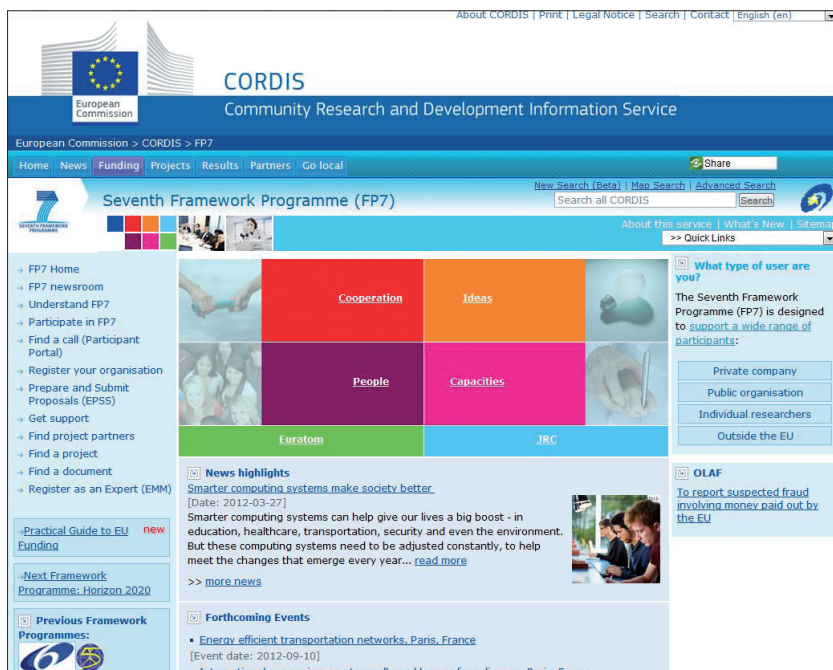 About CORDIS | Print | Legal Notice | Search | Contact English (en)
European
Commission
CORDIS
Community Research and Development Information Service
European Commission > CORDIS > FP7
Home News Funding Projects Results Partners Go local
Share
7
SEVENTH FRAMEWORK
PROGRAMME
Seventh Framework Programme (FP7)
New Search (Beta) | Map Search | Advanced Search
Search all CORDIS Search
About this service | What's New | Sitemap
>> Quick Links
FP7 Home
FP7 newsroom
Understand FP7
Participate in FP7
Find a call (Participant
Portal)
Register your organisation
Prepare and Submit
Proposals (EPSS)
Get support
Find project partners
Find a project
Find a document
Register as an Expert (EMM)
Practical Guide to EU new
Funding
Next Framework
Programme: Horizon 2020
Previous Framework
Programmes:
6 5
Cooperation
Ideas
People
Capacities
Euratom
JRC
News highlights
Smarter computing systems make society better
[Date: 2012-03-27]
Smarter computing systems can help give our lives a big boost - in
education, healthcare, transportation, security and even the environment.
But these computing systems need to be adjusted constantly, to help
meet the changes that emerge every year... read more
>> more news
Forthcoming Events
▪ Energy efficient transportation networks, Paris, France
[Event date: 2012-09-10]
What type of user are
you?
The Seventh Framework
Programme (FP7) is designed
to support a wide range of
participants:
Private company
Public organisation
Individual researchers
Outside the EU
OLAF
To report suspected fraud
involving money paid out by
the EU